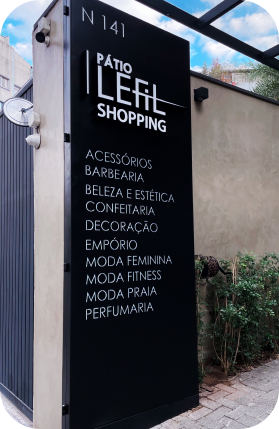 N 141
PÁTIO
LEFiL
SHOPPING
ACESSÓRIOS
BARBEARIA
BELEZA E ESTÉTICA
CONFEITARIA
DECORAÇÃO
EMPÓRIO
MODA FEMININA
MODA FITNESS
MODA PRAIA
PERFUMARIA